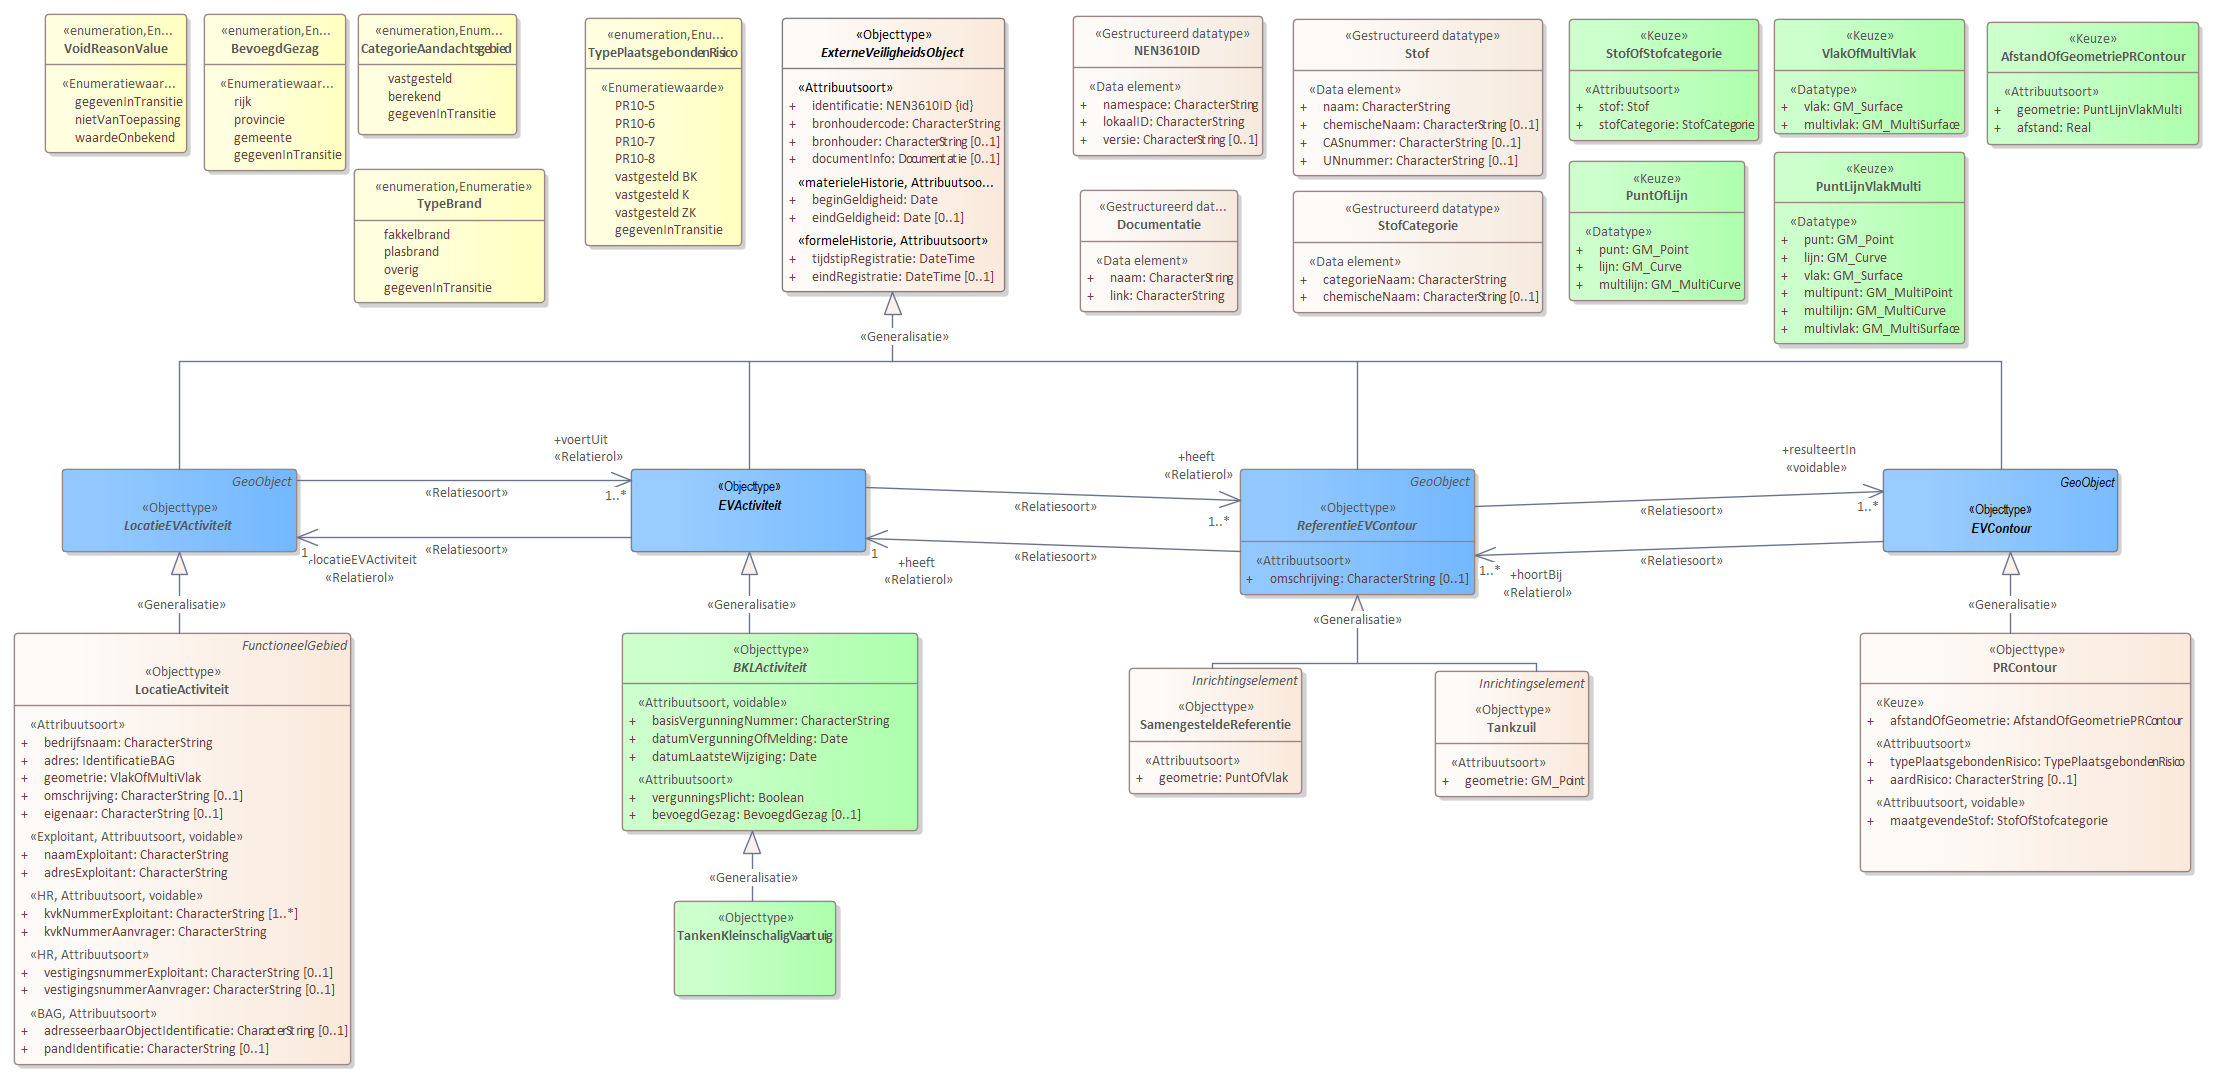 «enumeration,En...
VoidReasonValue
«Enumeratiewaar...
gegevenInTransitie
nietVanToepassing
waardeOnbekend
«enumeration,En...
BevoegdGezag
«Enumeratiewaar...
rijk
provincie
gemeente
gegevenInTransitie
«enumeration,Enum...
CategorieAandachtsgebied
vastgesteld
berekend
gegevenInTransitie
«enumeration,Enumeratie»
TypeBrand
fakkelbrand
plasbrand
overig
gegevenInTransitie
«enumeration,Enu...
TypePlaatsgebondenRisico
«Enumeratiewaarde»
PR10-5
PR10-6
PR10-7
PR10-8
vastgesteld BK
vastgesteld K
vastgesteld ZK
gegevenInTransitie
«Objecttype»
ExterneVeiligheidsObject
«Attribuutsoort»
+ identificatie: NEN3610ID {id}
+ bronhoudercode: CharacterString
+ bronhouder: CharacterString [0..1]
+ documentInfo: Documentatie [0..1]
«materieleHistorie, Attribuutsoo...
+ beginGeldigheid: Date
+ eindGeldigheid: Date [0..1]
«formeleHistorie, Attribuutsoort»
+ tijdstipRegistratie: DateTime
+ eindRegistratie: DateTime [0..1]
«Gestructureerd datatype»
NEN3610ID
«Data element»
+ namespace: CharacterString
+ lokaalID: CharacterString
+ versie: CharacterString [0..1]
«Gestructureerd dat...
Documentatie
«Data element»
+ naam: CharacterString
+ link: CharacterString
«Gestructureerd datatype»
Stof
«Data element»
+ naam: CharacterString
+ chemischeNaam: CharacterString [0..1]
+ CASnummer: CharacterString [0..1]
+ UNnummer: CharacterString [0..1]
«Gestructureerd datatype»
StofCategorie
«Data element»
+ categorieNaam: CharacterString
+ chemischeNaam: CharacterString [0..1]
«Keuze»
StofOfStofcategorie
«Attribuutsoort»
+ stof: Stof
+ stofCategorie: StofCategorie
«Keuze»
PuntOfLijn
«Datatype»
+ punt: GM_Point
+ lijn: GM_Curve
+ multilijn: GM_MultiCurve
«Keuze»
VlakOfMultiVlak
«Datatype»
+ vlak: GM_Surface
+ multivlak: GM_MultiSurface
«Keuze»
PuntLijnVlakMulti
«Datatype»
+ punt: GM_Point
+ lijn: GM_Curve
+ vlak: GM_Surface
+ multipunt: GM_MultiPoint
+ multilijn: GM_MultiCurve
+ multivlak: GM_MultiSurface
«Keuze»
AfstandOfGeometriePRContour
«Attribuutsoort»
+ geometrie: PuntLijnVlakMulti
+ afstand: Real
«Generalisatie»
GeoObject
«Objecttype»
LocatieEVActiviteit
+voertUit
«Relatierol»
1..*
«Relatiesoort»
«Relatiesoort»
1
-locatieEVActiviteit
«Relatierol»
«Objecttype»
EVActiviteit
+heeft
«Relatierol»
1..*
«Relatiesoort»
«Relatiesoort»
1
+heeft
«Relatierol»
GeoObject
«Objecttype»
ReferentieEVContour
«Attribuutsoort»
+ omschrijving: CharacterString [0..1]
+resulteertIn
«voidable»
1..*
«Relatiesoort»
«Relatiesoort»
1..*
+hoortBij
«Relatierol»
GeoObject
«Objecttype»
EVContour
«Generalisatie»
«Generalisatie»
«Generalisatie»
«Generalisatie»
FunctioneelGebied
«Objecttype»
LocatieActiviteit
«Attribuutsoort»
+ bedrijfsnaam: CharacterString
+ adres: IdentificatieBAG
+ geometrie: VlakOfMultiVlak
+ omschrijving: CharacterString [0..1]
+ eigenaar: CharacterString [0..1]
«Exploitant, Attribuutsoort, voidable»
+ naamExploitant: CharacterString
+ adresExploitant: CharacterString
«HR, Attribuutsoort, voidable»
+ kvkNummerExploitant: CharacterString [1..*]
+ kvkNummerAanvrager: CharacterString
«HR, Attribuutsoort»
+ vestigingsnummerExploitant: CharacterString [0..1]
+ vestigingsnummerAanvrager: CharacterString [0..1]
«BAG, Attribuutsoort»
+ adresseerbaarObjectIdentificatie: CharacterString [0..1]
+ pandIdentificatie: CharacterString [0..1]
«Objecttype»
BKLActiviteit
«Attribuutsoort, voidable»
+ basisVergunningNummer: CharacterString
+ datumVergunningOfMelding: Date
+ datumLaatsteWijziging: Date
«Attribuutsoort»
+ vergunningsPlicht: Boolean
+ bevoegdGezag: BevoegdGezag [0..1]
«Generalisatie»
«Objecttype»
TankenKleinschaligVaartuig
Inrichtingselement
«Objecttype»
SamengesteldeReferentie
«Attribuutsoort»
+ geometrie: PuntOfVlak
Inrichtingselement
«Objecttype»
Tankzuil
«Attribuutsoort»
+ geometrie: GM_Point
«Objecttype»
PRContour
«Keuze»
+ afstandOfGeometrie: AfstandOfGeometriePRContour
«Attribuutsoort»
+ typePlaatsgebondenRisico: TypePlaatsgebondenRisico
+ aardRisico: CharacterString [0..1]
«Attribuutsoort, voidable»
+ maatgevendeStof: StofOfStofcategorie